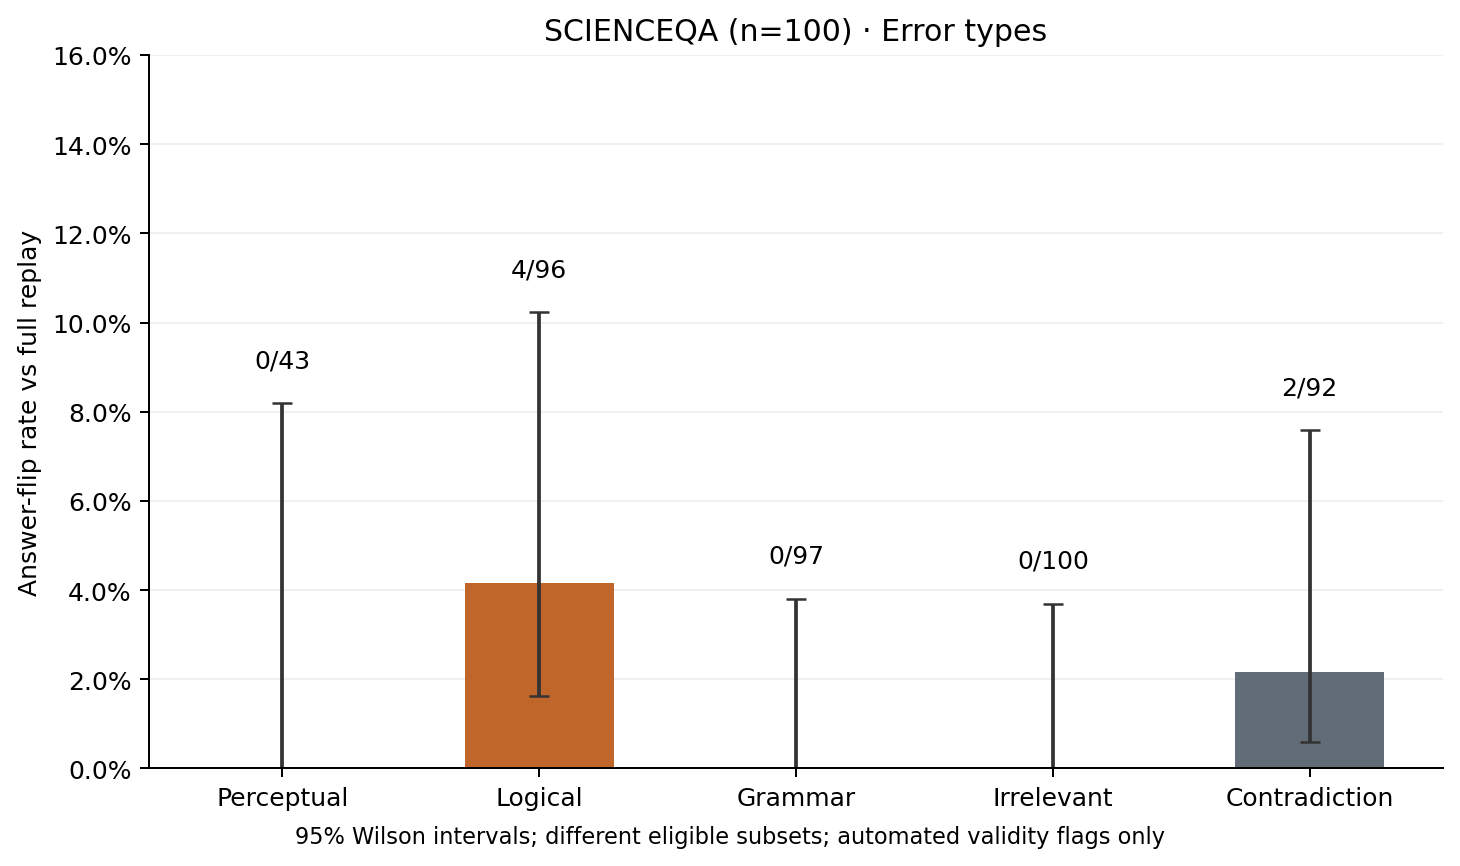 SCIENCEQA (n=100) · Error types
Answer-flip rate vs full replay
16.0%
14.0%
12.0%
10.0%
8.0%
6.0%
4.0%
2.0%
0.0%
0/43
4/96
0/97
0/100
2/92
Perceptual
Logical
Grammar
Irrelevant
Contradiction
95% Wilson intervals; different eligible subsets; automated validity flags only